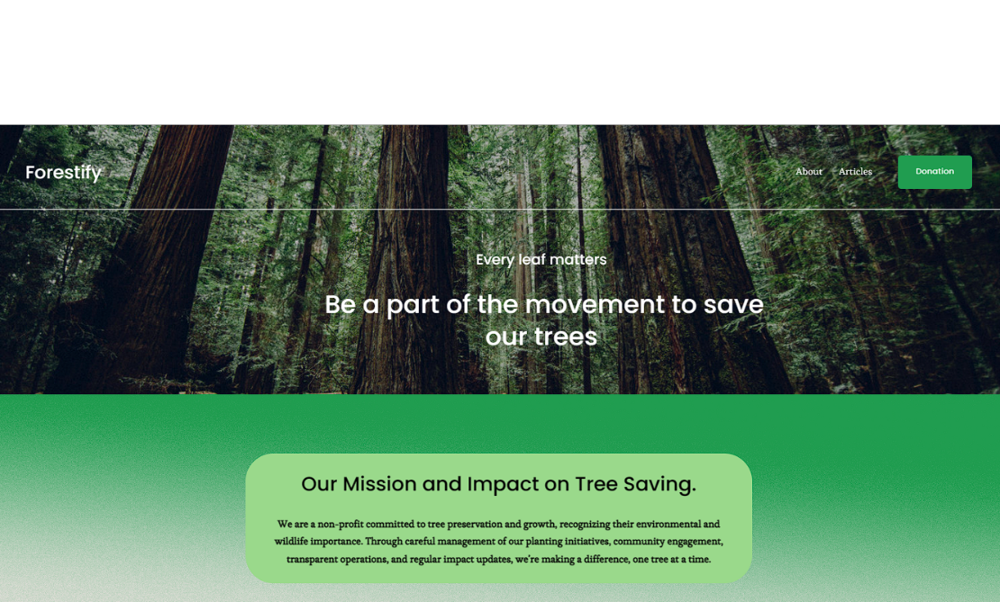 Forestify
About Articles Donation
Every leaf matters
Be a part of the movement to save
our trees
Our Mission and Impact on Tree Saving.
We are a non-profit committed to tree preservation and growth, recognizing their environmental and
wildlife importance. Through careful management of our planting initiatives, community engagement,
transparent operations, and regular impact updates, we're making a difference, one tree at a time.